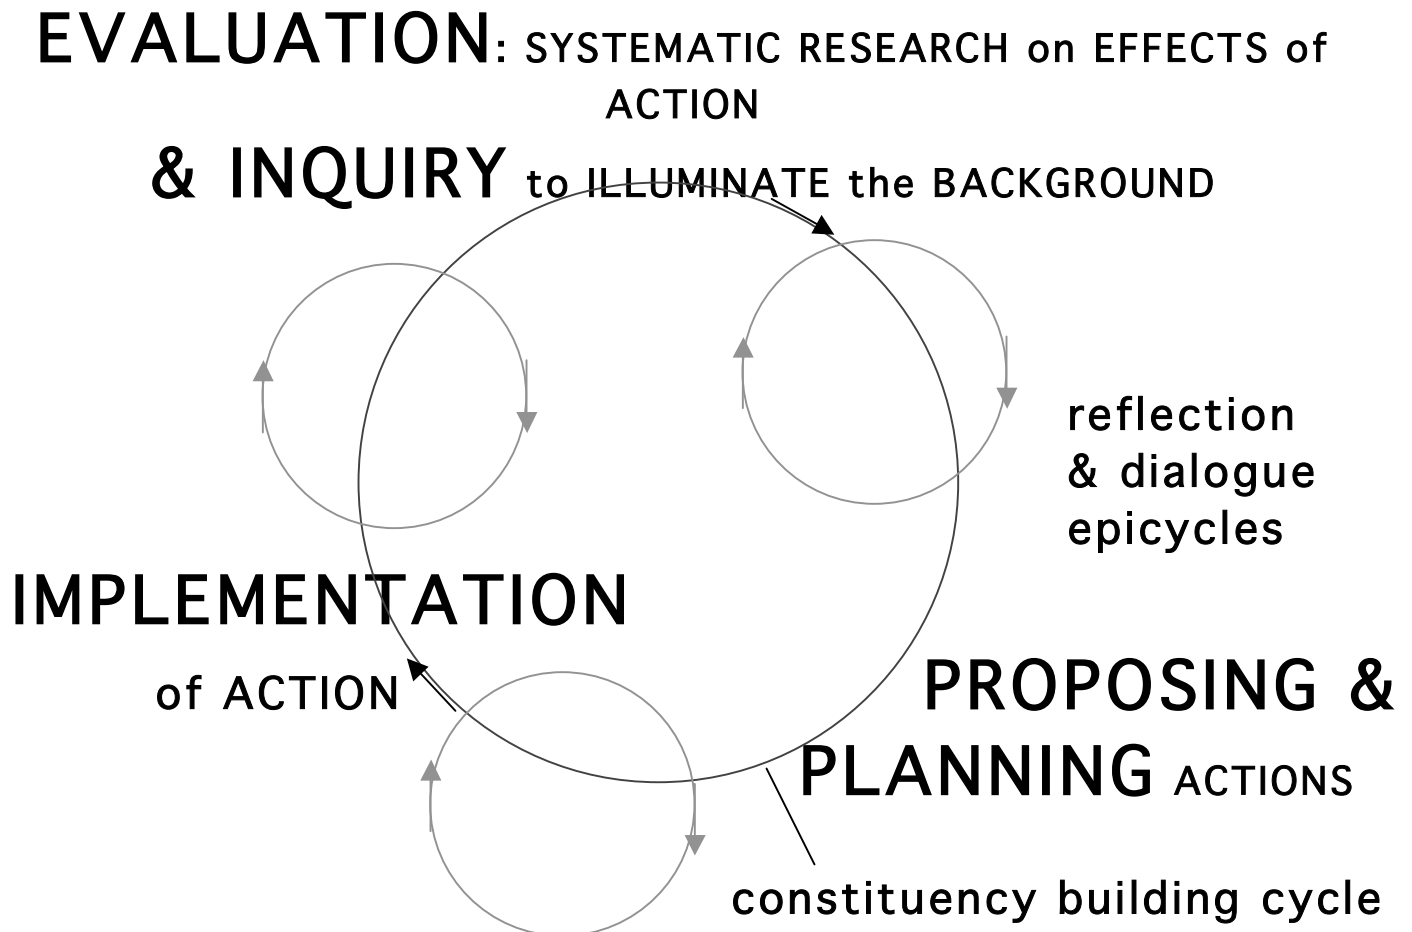 EVALUATION: SYSTEMATIC RESEARCH on EFFECTS of
ACTION
& INQUIRY to ILLUMINATE the BACKGROUND
reflection
& dialogue
epicycles
IMPLEMENTATION
of ACTION
PROPOSING &
PLANNING ACTIONS
constituency building cycle